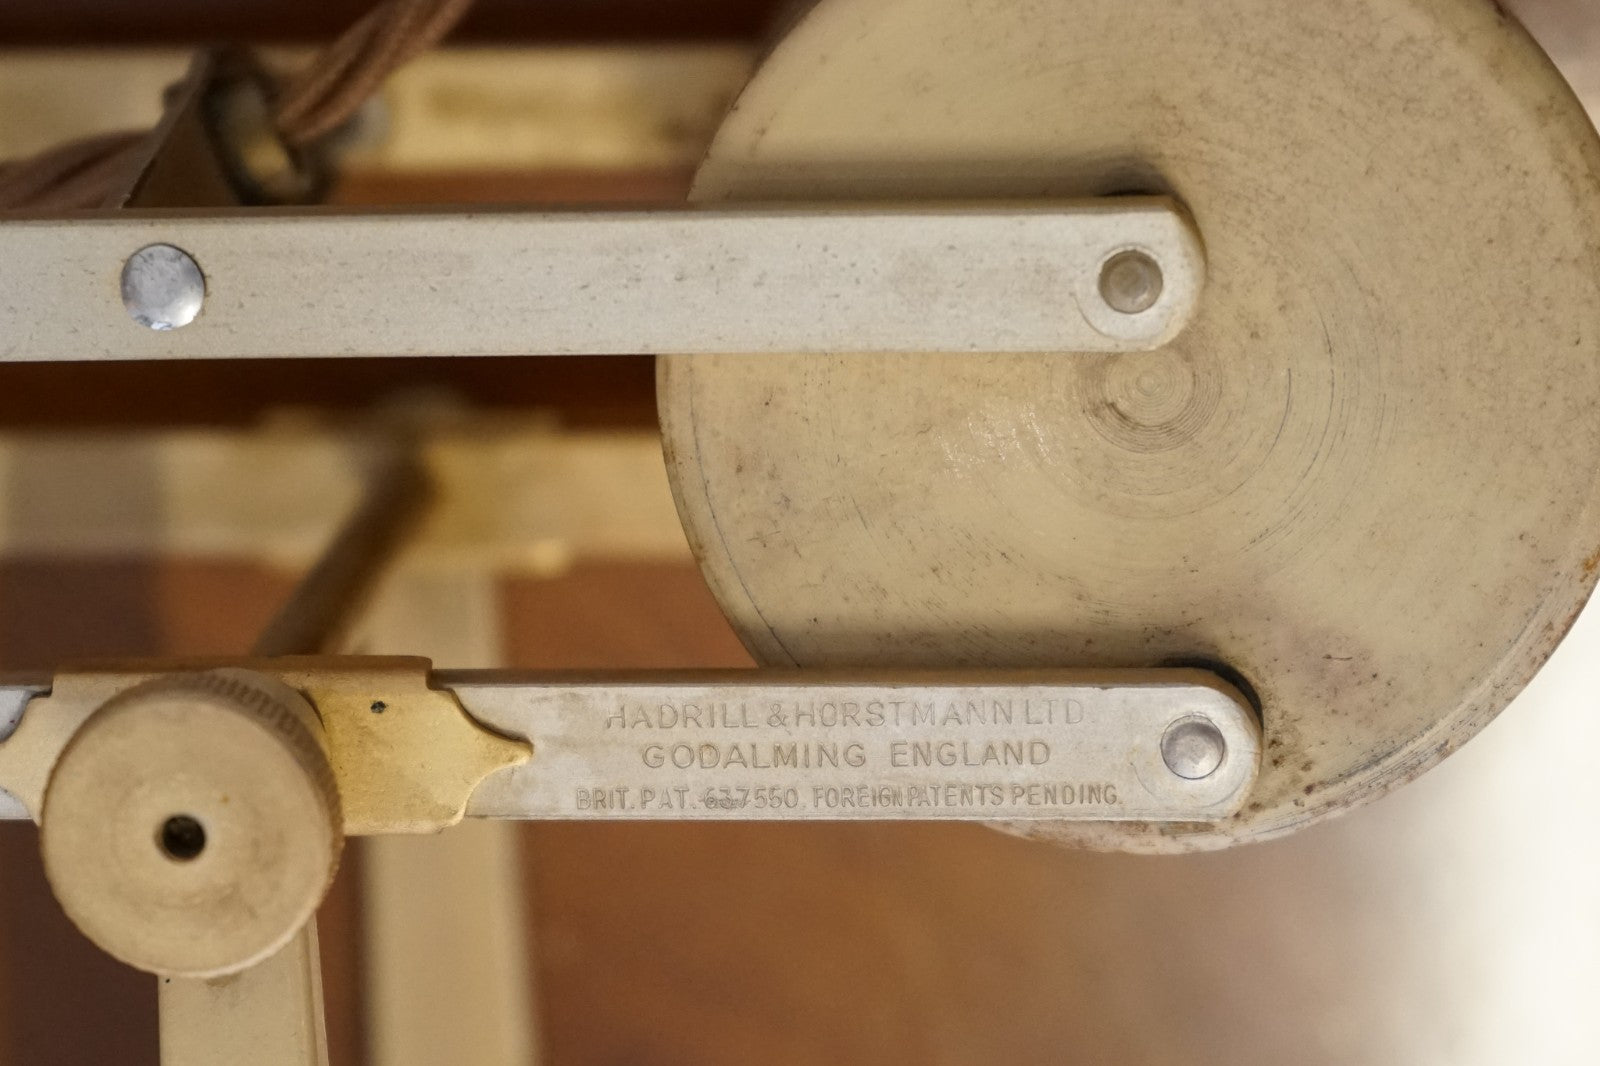 HADRILL & HORSTMANN LTD
GODALMING ENGLAND
BRIT. PAT. 637550. FOREIGN PATENTS PENDING.